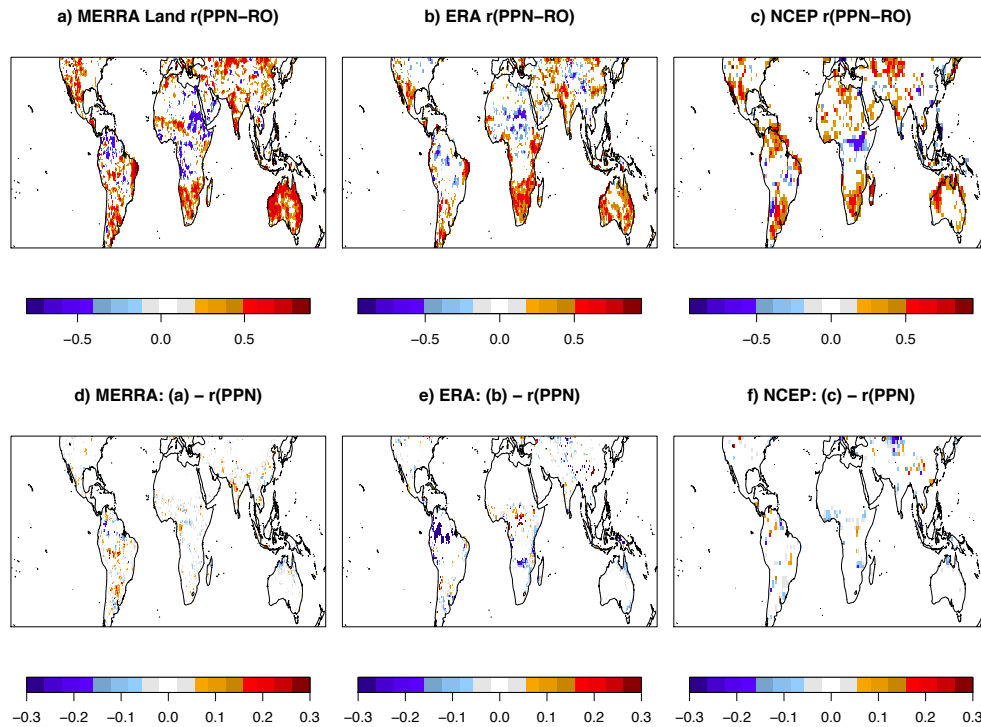 a) MERRA Land r(PPN−RO) b) ERA r(PPN−RO) c) NCEP r(PPN−RO)
−0.5 0.0 0.5 −0.5 0.0 0.5 −0.5 0.0 0.5
d) MERRA: (a) − r(PPN) e) ERA: (b) − r(PPN) f) NCEP: (c) − r(PPN)
−0.3 −0.2 −0.1 0.0 0.1 0.2 0.3 −0.3 −0.2 −0.1 0.0 0.1 0.2 0.3 −0.3 −0.2 −0.1 0.0 0.1 0.2 0.3